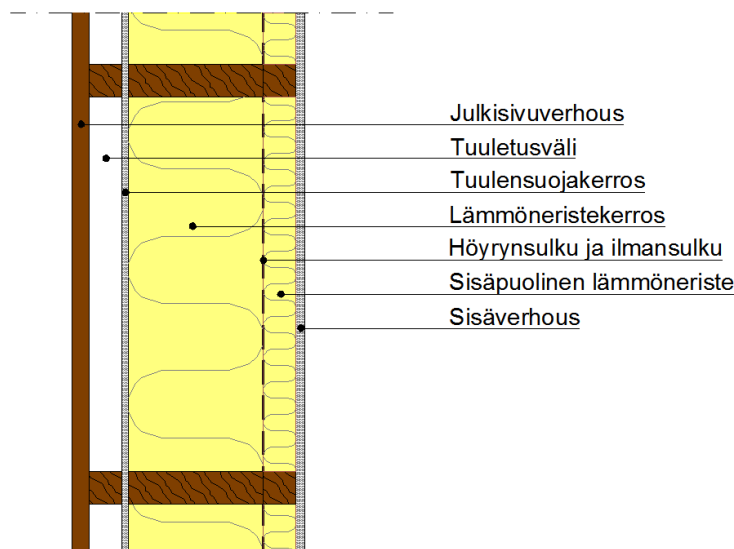 Julkisivuverhous
Tuuletusväli
Tuulensuojakerros
Lämmöneristekerros
Höyrynsulku ja ilmansulku
Sisäpuolinen lämmöneriste
Sisäverhous